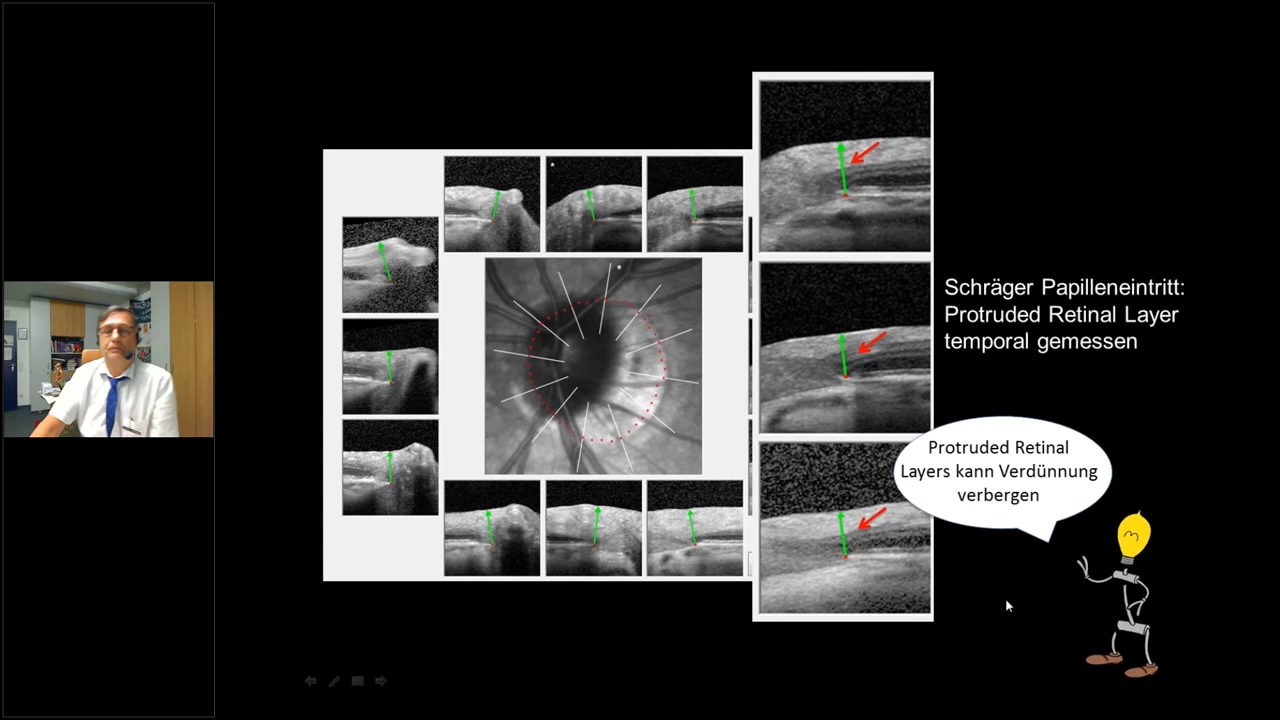 Schräger Papilleneintritt:
Protruded Retinal Layer
temporal gemessen
Protruded Retinal
Layers kann Verdünnung
verbergen